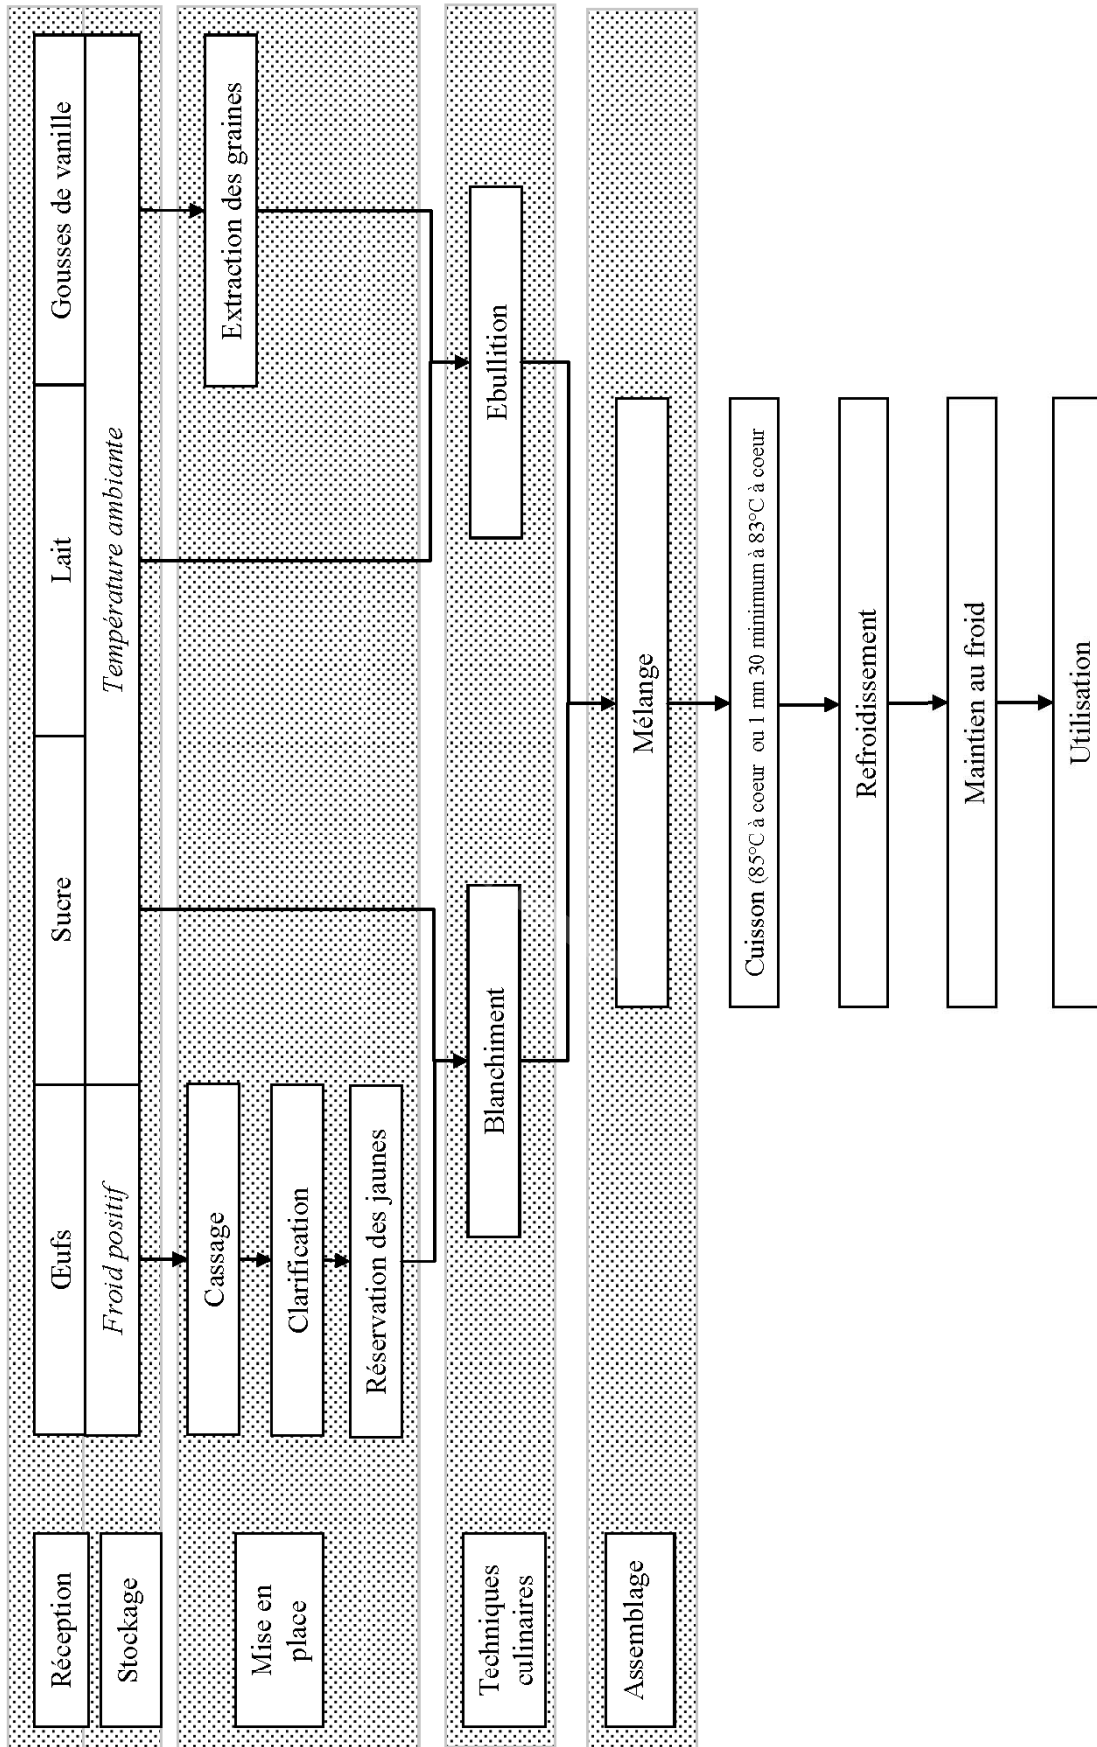 Réception
Œufs
Sucre
Lait
Gousses de vanille
Stockage
Froid positif
Température ambiante
Mise en
place
Cassage
Extraction des graines
Clarification
Réservation des jaunes
Techniques
culinaires
Blanchiment
Ebullition
Assemblage
Mélange
Cuisson (85°C à coeur ou 1 mn 30 minimum à 83°C à coeur
Refroidissement
Maintien au froid
Utilisation